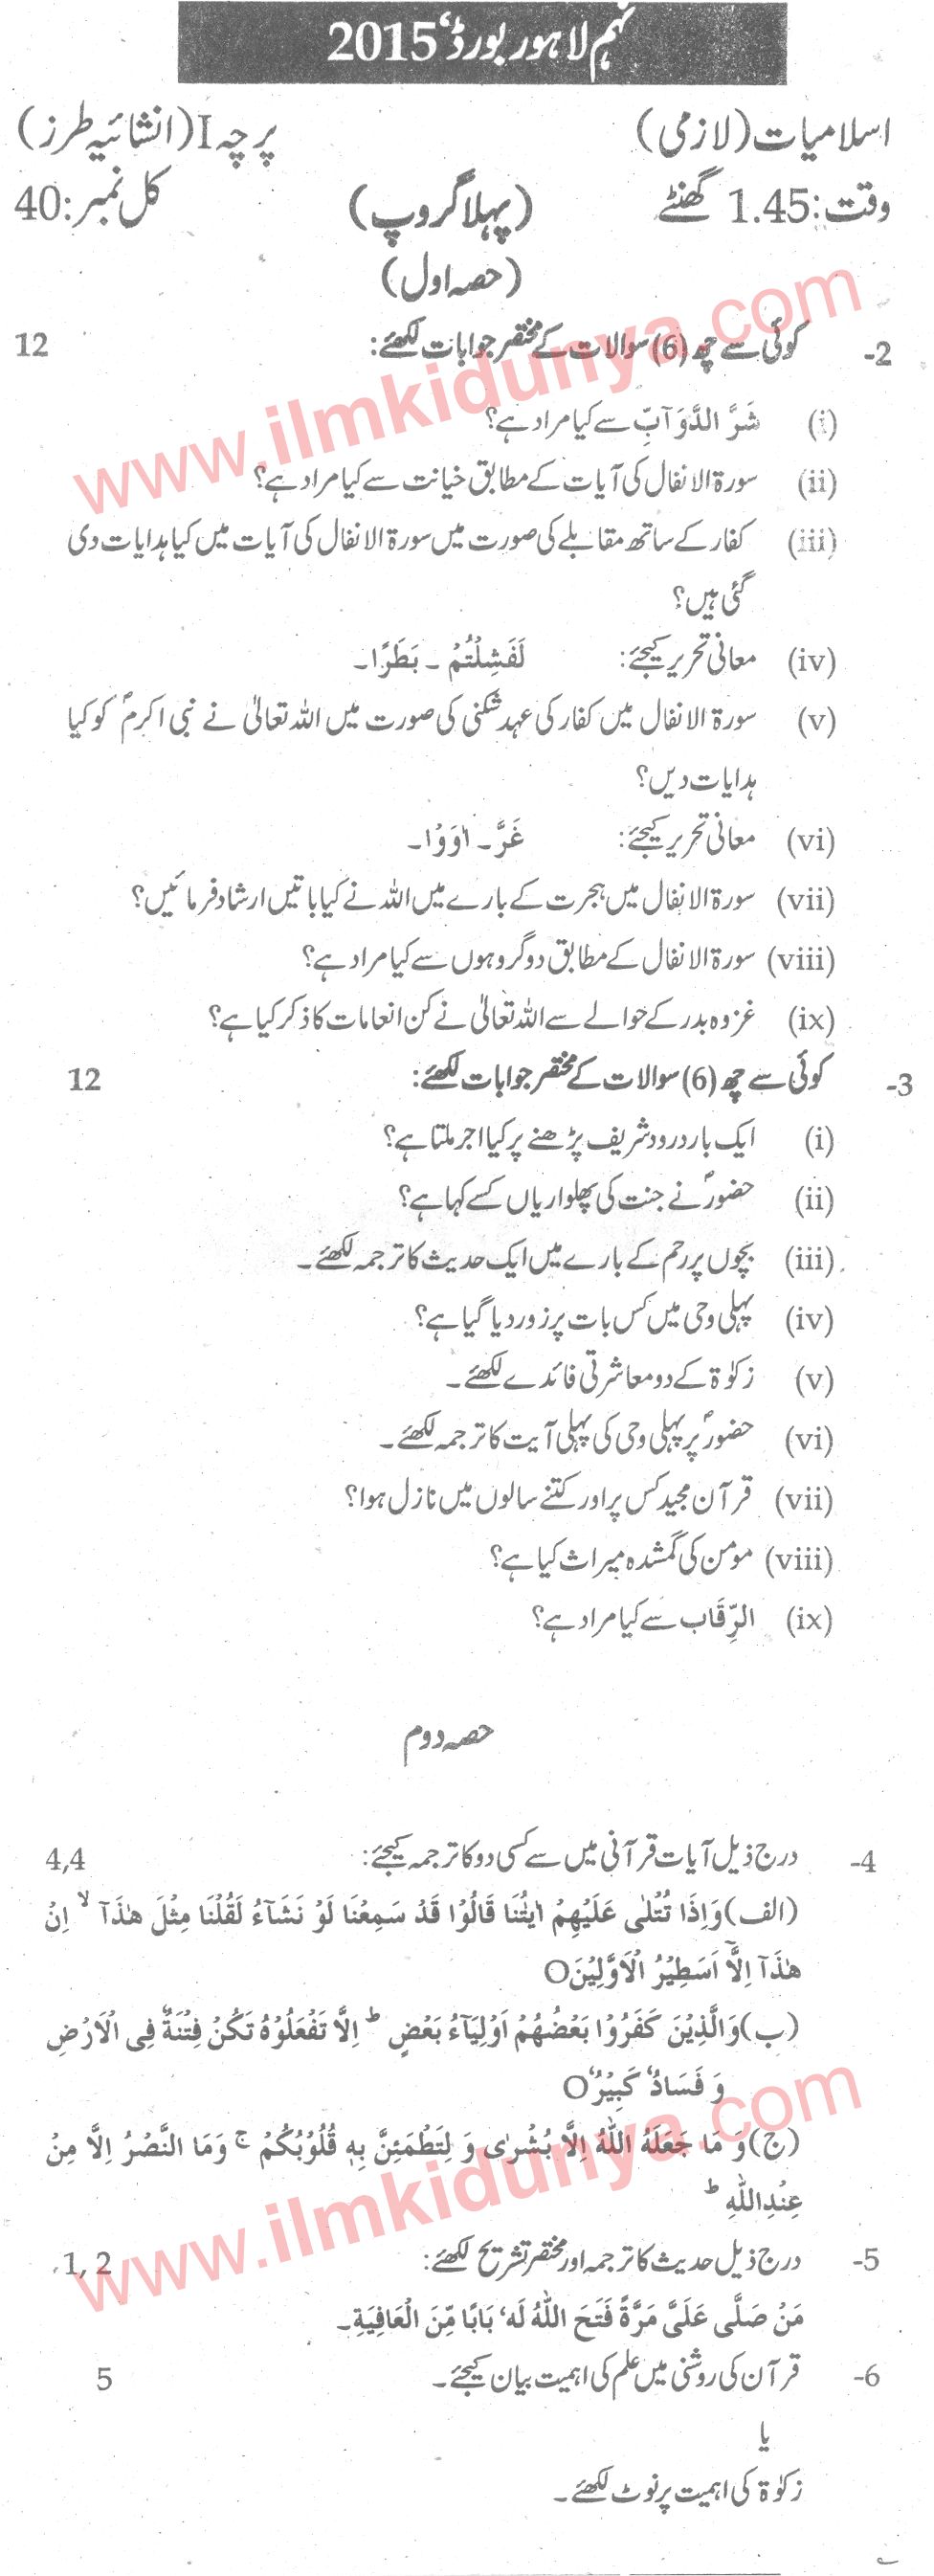 نہم لاہور بورڈ، 2015
اسلامیات (لازمی) پرچہ I (انشائیہ طرز)
وقت: 1.45 گھنٹے (پہلا گروپ) کل نمبر: 40
(حصہ اول)
2- کوئی سے چھ (6) سوالات کے مختصر جوابات لکھئے: 12
(i) شَرَّ الدَّوَآبِّ سے کیا مراد ہے؟
(ii) سورۃ الانفال کی آیات کے مطابق خیانت سے کیا مراد ہے؟
(iii) کفار کے ساتھ مقابلے کی صورت میں سورۃ الانفال کی آیات میں کیا ہدایات دی
گئی ہیں؟
(iv) معانی تحریر کیجئے: لَفَشِلْتُمْ ۔ بَطَرًا۔
(v) سورۃ الانفال میں کفار کی عہد شکنی کی صورت میں اللہ تعالیٰ نے نبی اکرمؐ کو کیا
ہدایات دیں؟
(vi) معانی تحریر کیجئے: غَرَّ ۔ اٰوَوْا۔
(vii) سورۃ الانفال میں ہجرت کے بارے میں اللہ نے کیا باتیں ارشاد فرمائیں؟
(viii) سورۃ الانفال کے مطابق دو گروہوں سے کیا مراد ہے؟
(ix) غزوہ بدر کے حوالے سے اللہ تعالیٰ نے کن انعامات کا ذکر کیا ہے؟
3- کوئی سے چھ (6) سوالات کے مختصر جوابات لکھئے: 12
(i) ایک بار درود شریف پڑھنے پر کیا اجر ملتا ہے؟
(ii) حضورؐ نے جنت کی پھلواریاں کسے کہا ہے؟
(iii) بچوں پر رحم کے بارے میں ایک حدیث کا ترجمہ لکھئے۔
(iv) پہلی وحی میں کس بات پر زور دیا گیا ہے؟
(v) زکوٰۃ کے دو معاشرتی فائدے لکھئے۔
(vi) حضورؐ پر پہلی وحی کی پہلی آیت کا ترجمہ لکھئے۔
(vii) قرآن مجید کس پر اور کتنے سالوں میں نازل ہوا؟
(viii) مومن کی گمشدہ میراث کیا ہے؟
(ix) الرِّقَاب سے کیا مراد ہے؟
حصہ دوم
4- درج ذیل آیات قرآنی میں سے کسی دو کا ترجمہ کیجئے: 4,4
(الف) وَاِذَا تُتْلٰی عَلَیْہِمْ اٰیٰتُنَا قَالُوْا قَدْ سَمِعْنَا لَوْ نَشَآءُ لَقُلْنَا مِثْلَ ھٰذَآ ۙ اِنْ
ھٰذَآ اِلَّآ اَسَاطِیْرُ الْاَوَّلِیْنَ O
(ب) وَالَّذِیْنَ کَفَرُوْا بَعْضُہُمْ اَوْلِیَآءُ بَعْضٍ ؕ اِلَّا تَفْعَلُوْہُ تَکُنْ فِتْنَۃٌ فِی الْاَرْضِ
وَ فَسَادٌ کَبِیْرٌ O
(ج) وَ مَا جَعَلَہُ اللّٰہُ اِلَّا بُشْرٰی وَ لِتَطْمَئِنَّ بِہٖ قُلُوْبُکُمْ ۚ وَمَا النَّصْرُ اِلَّا مِنْ
عِنْدِاللّٰہِ ؕ
5- درج ذیل حدیث کا ترجمہ اور مختصر تشریح لکھئے: 1,2
مَنْ صَلّٰی عَلَیَّ مَرَّۃً فَتَحَ اللّٰہُ لَہٗ بَابًا مِّنَ الْعَافِیَۃِ۔
6- قرآن کی روشنی میں علم کی اہمیت بیان کیجئے۔ 5
یا
زکوٰۃ کی اہمیت پر نوٹ لکھئے۔
www.ilmkidunya.com
www.ilmkidunya.com